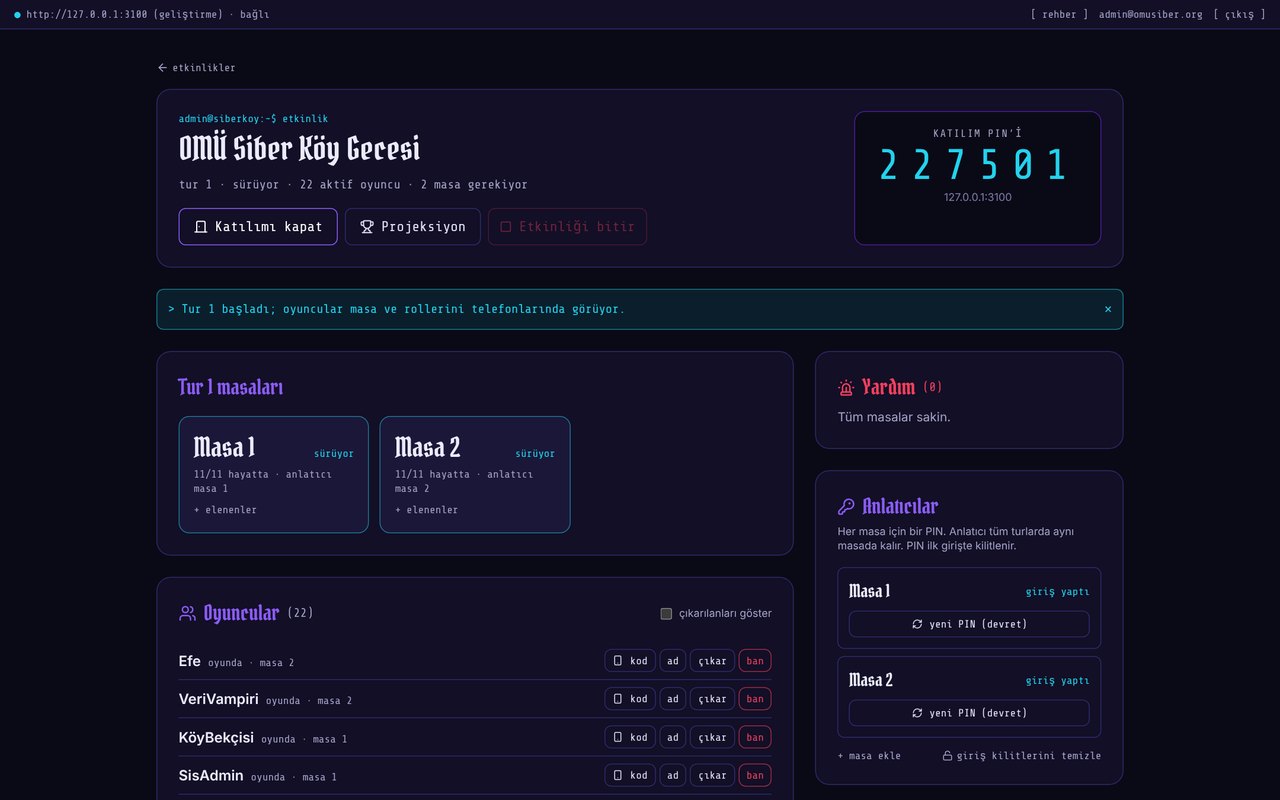 http://127.0.0.1:3100 (geliştirme) · bağlı
[ rehber ] admin@omusiber.org [ çıkış ]
← etkinlikler
admin@siberkoy:~$ etkinlik
OMÜ Siber Köy Gecesi
tur 1 · sürüyor · 22 aktif oyuncu · 2 masa gerekiyor
Katılımı kapat
Projeksiyon
Etkinliği bitir
KATILIM PIN'İ
227501
127.0.0.1:3100
> Tur 1 başladı; oyuncular masa ve rollerini telefonlarında görüyor. ×
Tur 1 masaları
Masa 1 sürüyor
11/11 hayatta · anlatıcı
masa 1
+ elenenler
Masa 2 sürüyor
11/11 hayatta · anlatıcı
masa 2
+ elenenler
Oyuncular (22) çıkarılanları göster
Efe oyunda · masa 2 kod ad çıkar ban
VeriVampiri oyunda · masa 2 kod ad çıkar ban
KöyBekçisi oyunda · masa 1 kod ad çıkar ban
SisAdmin oyunda · masa 1 kod ad çıkar ban
Yardım (0)
Tüm masalar sakin.
Anlatıcılar
Her masa için bir PIN. Anlatıcı tüm turlarda aynı
masada kalır. PIN ilk girişte kilitlenir.
Masa 1 giriş yaptı
yeni PIN (devret)
Masa 2 giriş yaptı
yeni PIN (devret)
+ masa ekle giriş kilitlerini temizle